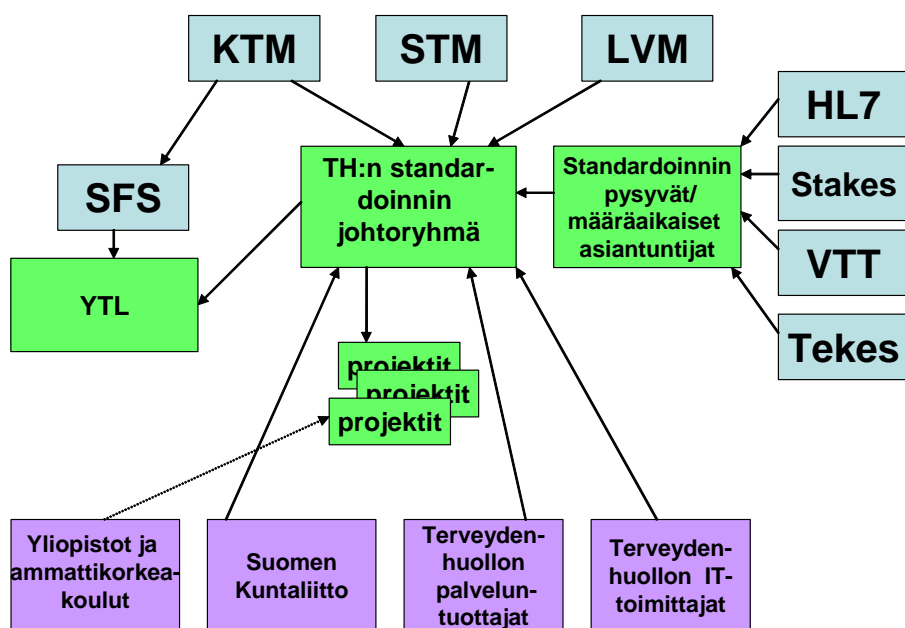 KTM
STM
LVM
HL7
TH:n standar-
doinnin
johtoryhmä
Standardoinnin
pysyvät/
määräaikaiset
asiantuntijat
Stakes
SFS
VTT
YTL
Tekes
projektit
projektit
projektit
Yliopistot ja
ammattikorkea-
koulut
Suomen
Kuntaliitto
Terveyden-
huollon
palvelun-
tuottajat
Terveyden-
huollon IT-
toimittajat